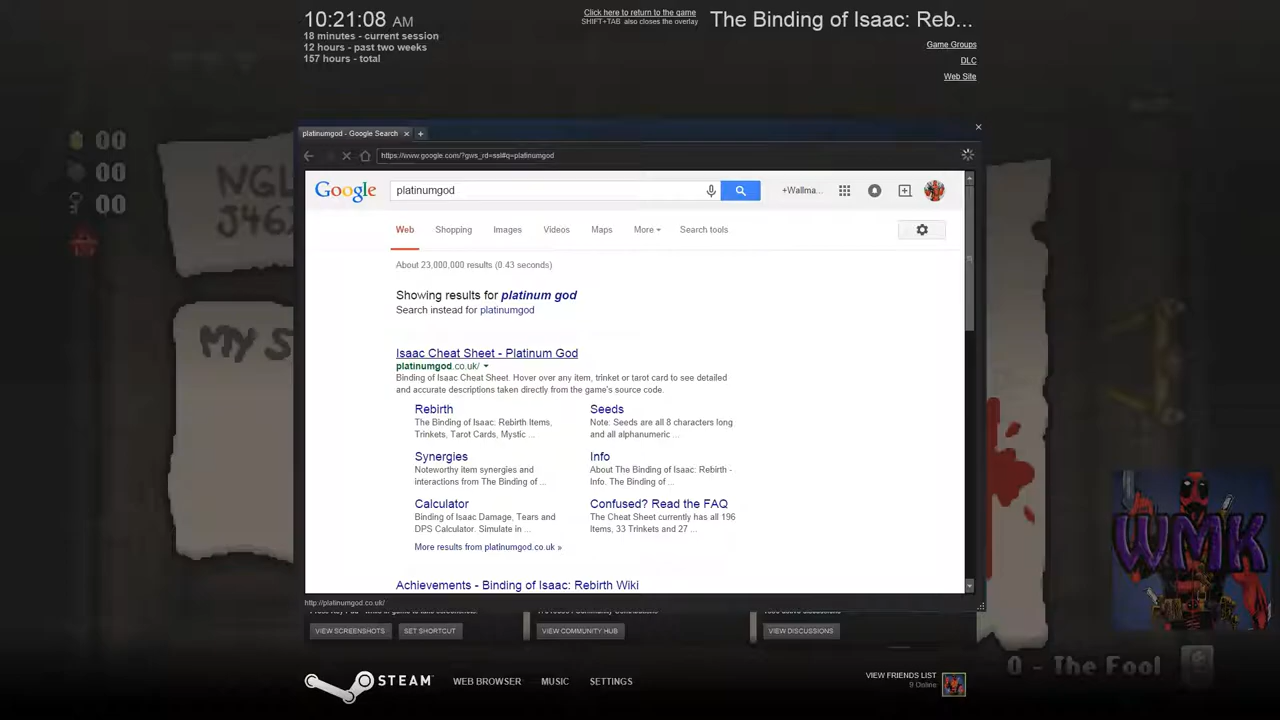 10:21:08 AM
18 minutes - current session
12 hours - past two weeks
157 hours - total
Click here to return to the game
SHIFT+TAB also closes the overlay
The Binding of Isaac: Reb...
Game Groups
DLC
Web Site
platinumgod - Google Search
https://www.google.com/?gws_rd=ssl#q=platinumgod
Google
platinumgod
+Wallma...
Web
Shopping
Images
Videos
Maps
More
Search tools
About 23,000,000 results (0.43 seconds)
Showing results for platinum god
Search instead for platinumgod
Isaac Cheat Sheet - Platinum God
platinumgod.co.uk/
Binding of Isaac Cheat Sheet. Hover over any item, trinket or tarot card to see detailed
and accurate descriptions taken directly from the game's source code.
Rebirth
The Binding of Isaac: Rebirth Items,
Trinkets, Tarot Cards, Mystic ...
Seeds
Note: Seeds are all 8 characters long
and all alphanumeric ...
Synergies
Noteworthy item synergies and
interactions from The Binding of ...
Info
About The Binding of Isaac: Rebirth -
Info. The Binding of ...
Calculator
Binding of Isaac Damage, Tears and
DPS Calculator. Simulate in ...
Confused? Read the FAQ
The Cheat Sheet currently has all 196
Items, 33 Trinkets and 27 ...
More results from platinumgod.co.uk »
Achievements - Binding of Isaac: Rebirth Wiki
http://platinumgod.co.uk/
VIEW SCREENSHOTS
SET SHORTCUT
VIEW COMMUNITY HUB
VIEW DISCUSSIONS
STEAM
WEB BROWSER
MUSIC
SETTINGS
VIEW FRIENDS LIST
9 Online
00
00
00
MY S
WMK
0 - The Fool